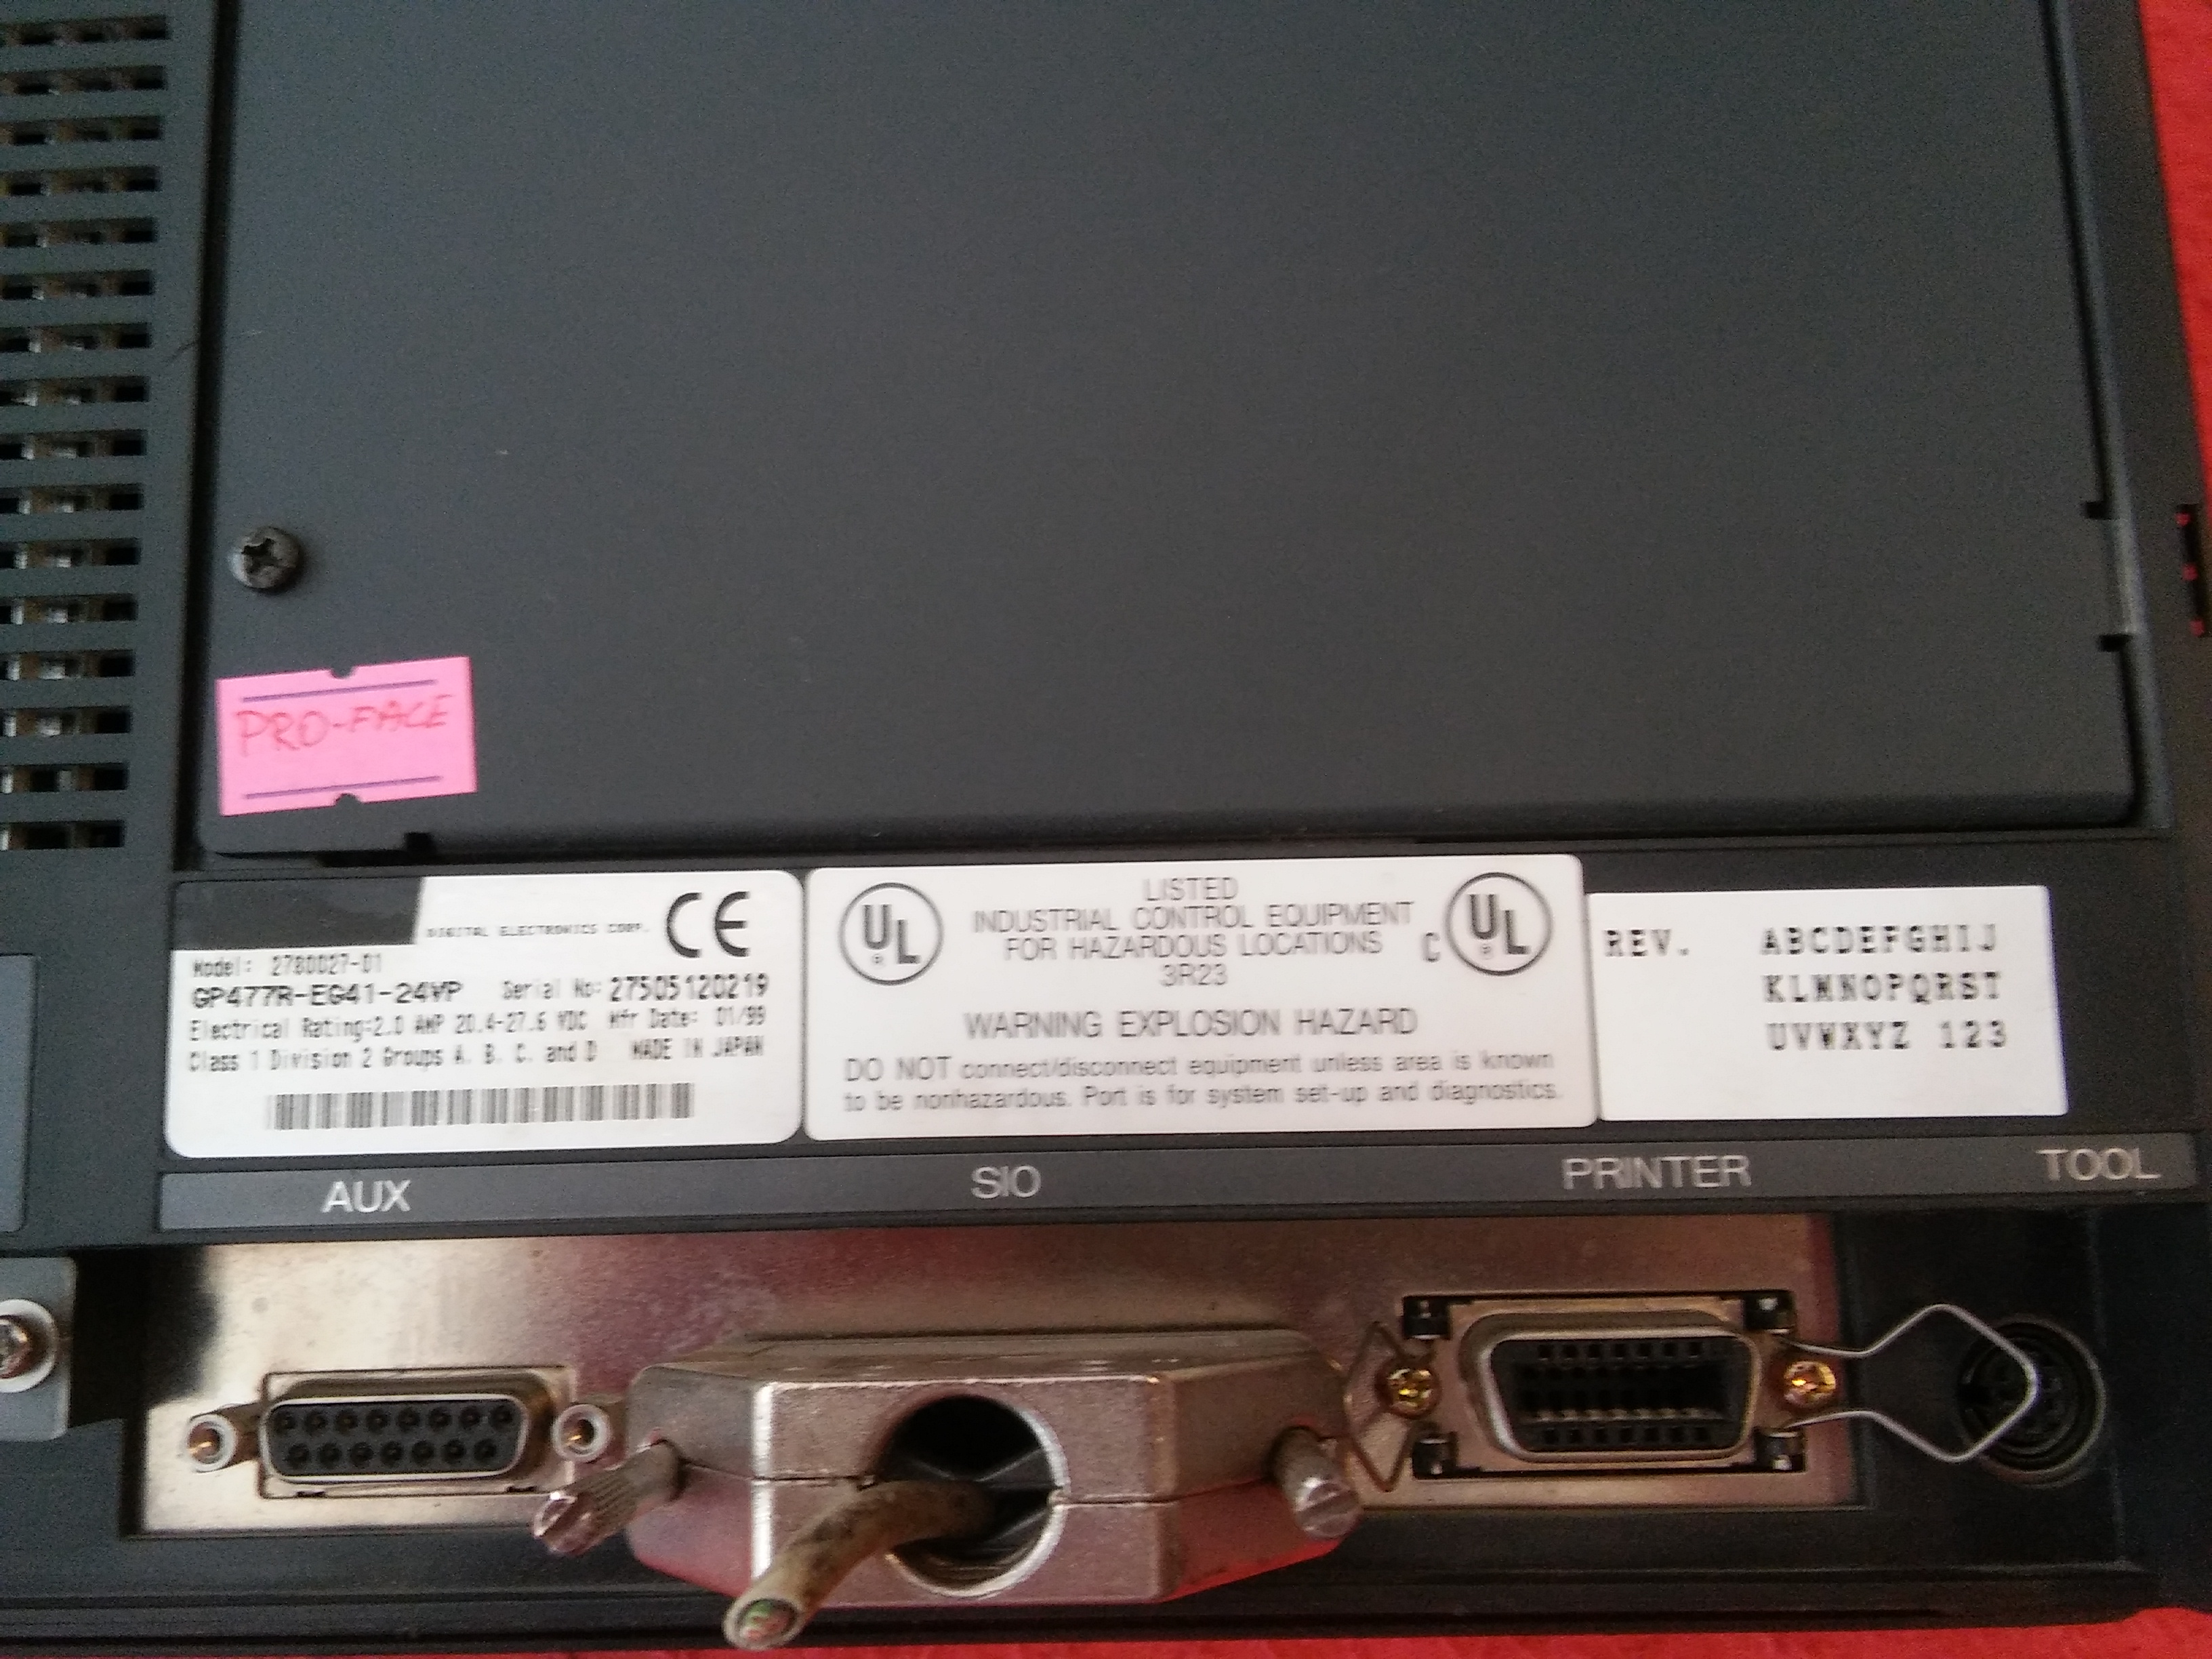 PRO-FACE
DIGITAL ELECTRONICS CORP.
CE
Model: 2780027-01
GP477R-EG41-24VP Serial No: 27505120219
Electrical Rating:2.0 AMP 20.4-27.6 VDC Mfr Date: 01/99
Class 1 Division 2 Groups A. B. C. and D MADE IN JAPAN
UL
®
LISTED
INDUSTRIAL CONTROL EQUIPMENT
FOR HAZARDOUS LOCATIONS
3R23
C UL
®
WARNING EXPLOSION HAZARD
DO NOT connect/disconnect equipment unless area is known
to be nonhazardous. Port is for system set-up and diagnostics.
REV. ABCDEFGHIJ
KLMNOPQRST
UVWXYZ 123
AUX
SIO
PRINTER
TOOL